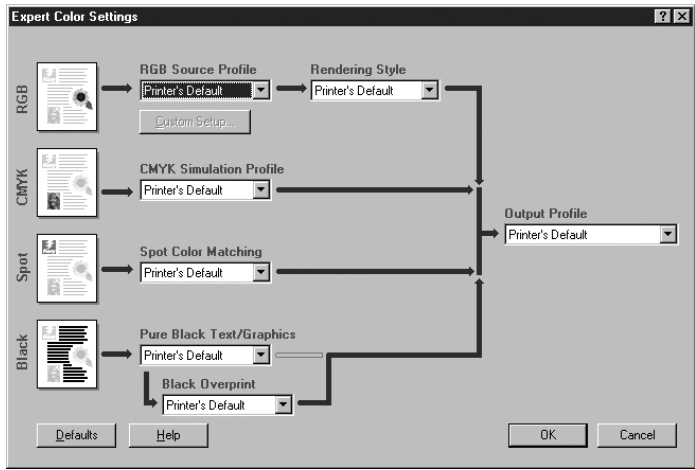 Expert Color Settings
RGB
RGB Source Profile
Rendering Style
Printer's Default
Printer's Default
Custom Setup...
CMYK
CMYK Simulation Profile
Printer's Default
Output Profile
Printer's Default
Spot
Spot Color Matching
Printer's Default
Black
Pure Black Text/Graphics
Printer's Default
Black Overprint
Printer's Default
Defaults
Help
OK
Cancel